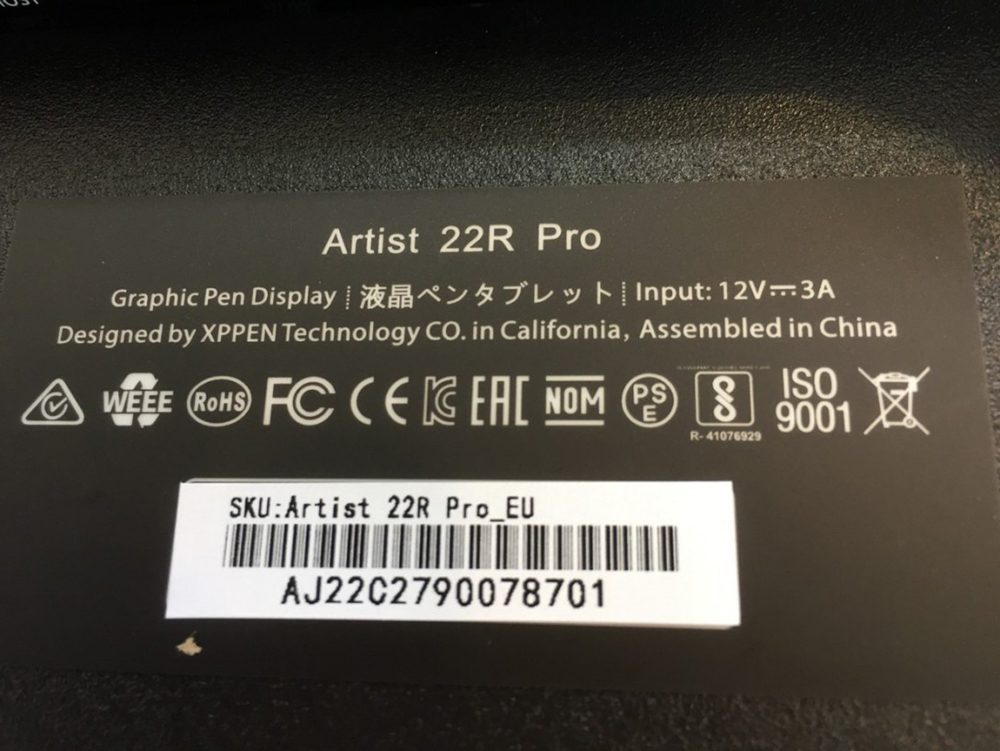 Artist 22R Pro
Graphic Pen Display ┊ 液晶ペンタブレット ┊ Input: 12V⎓3A
Designed by XPPEN Technology CO. in California, Assembled in China
WEEE RoHS FC CE KC EAC NOM PSE ISO 9001
R- 41076929
SKU:Artist 22R Pro_EU
AJ22C2790078701